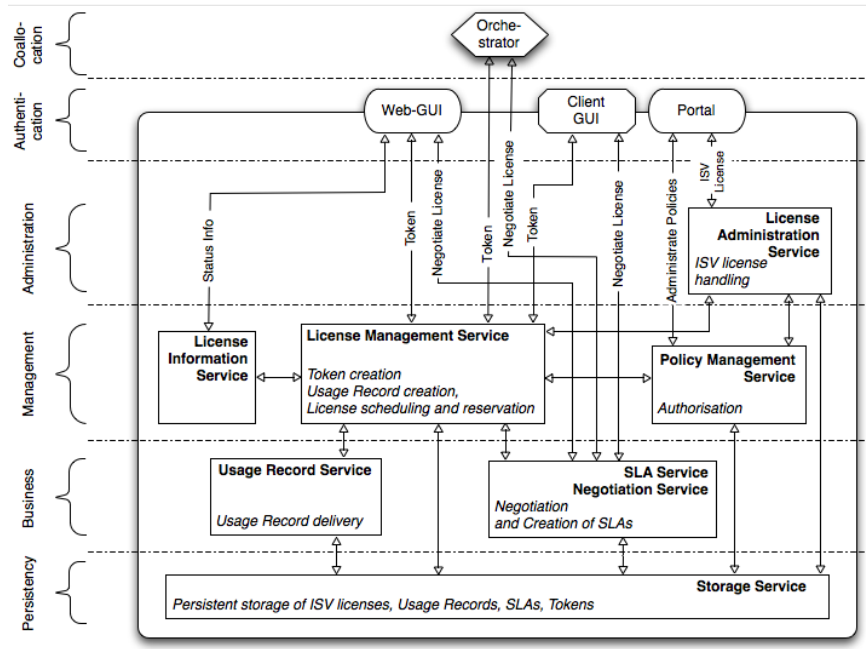 Coallo-
cation
Orche-
strator
Authenti-
cation
Web-GUI
Client
GUI
Portal
Administration
Status Info
Token
Negotiate License
Token
Negotiate License
Token
Negotiate License
Administrate Policies
ISV
License
License
Administration
Service
ISV license
handling
Management
License
Information
Service
License Management Service
Token creation
Usage Record creation,
License scheduling and reservation
Policy Management
Service
Authorisation
Business
Usage Record Service
Usage Record delivery
SLA Service
Negotiation Service
Negotiation
and Creation of SLAs
Persistency
Storage Service
Persistent storage of ISV licenses, Usage Records, SLAs, Tokens